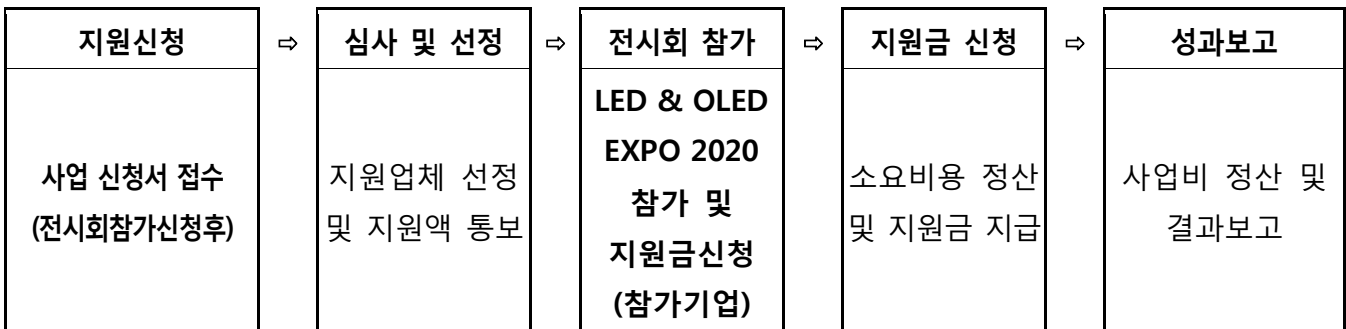 지원신청 ⇨ 심사 및 선정 ⇨ 전시회 참가 ⇨ 지원금 신청 ⇨ 성과보고
사업 신청서 접수
(전시회참가신청후)
지원업체 선정
및 지원액 통보
LED & OLED
EXPO 2020
참가 및
지원금신청
(참가기업)
소요비용 정산
및 지원금 지급
사업비 정산 및
결과보고